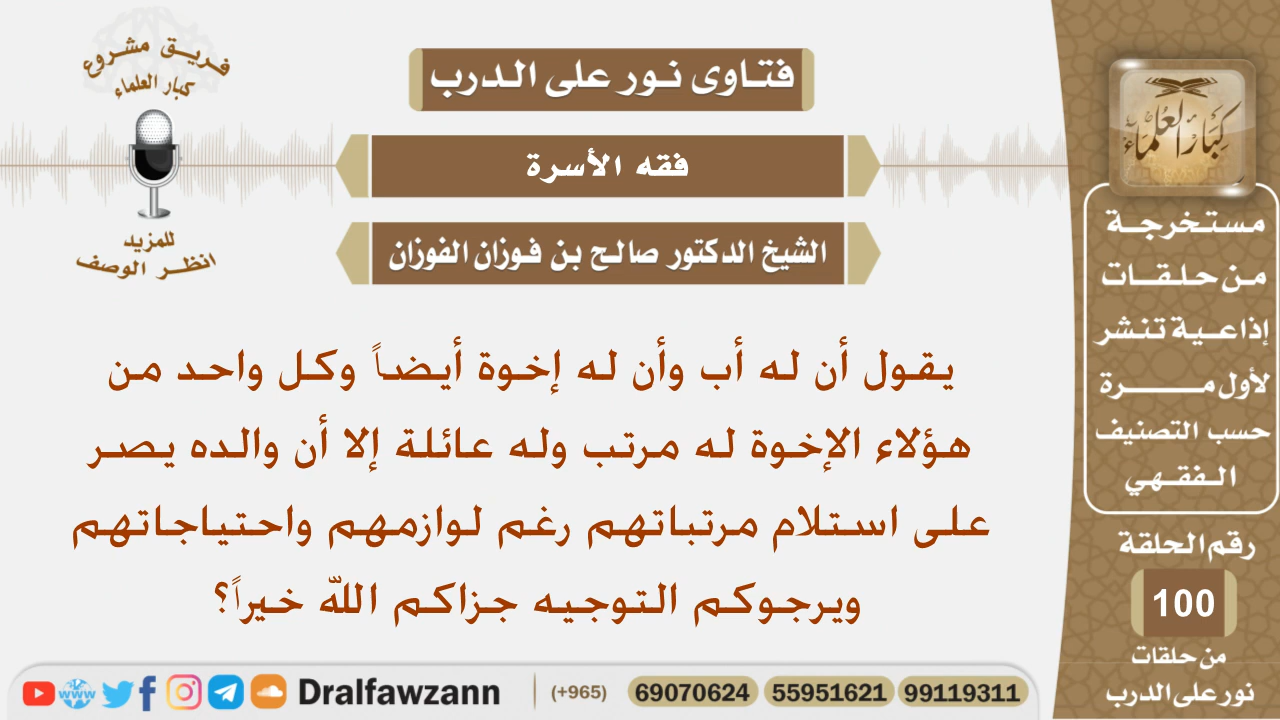 فريق مشروع
كبار العلماء
للمزيد
انظر الوصف
فتاوى نور على الدرب
فقه الأسرة
الشيخ الدكتور صالح بن فوزان الفوزان
يقول أن له أب وأن له إخوة أيضاً وكل واحد من
هؤلاء الإخوة له مرتب وله عائلة إلا أن والده يصر
على استلام مرتباتهم رغم لوازمهم واحتياجاتهم
ويرجوكم التوجيه جزاكم الله خيراً؟
كبار العلماء
مستخرجة
من حلقات
إذاعية تنشر
لأول مرة
حسب التصنيف
الفقهي
رقم الحلقة
100
من حلقات
نور على الدرب
www Dralfawzann (+965) 69070624 55951621 99119311